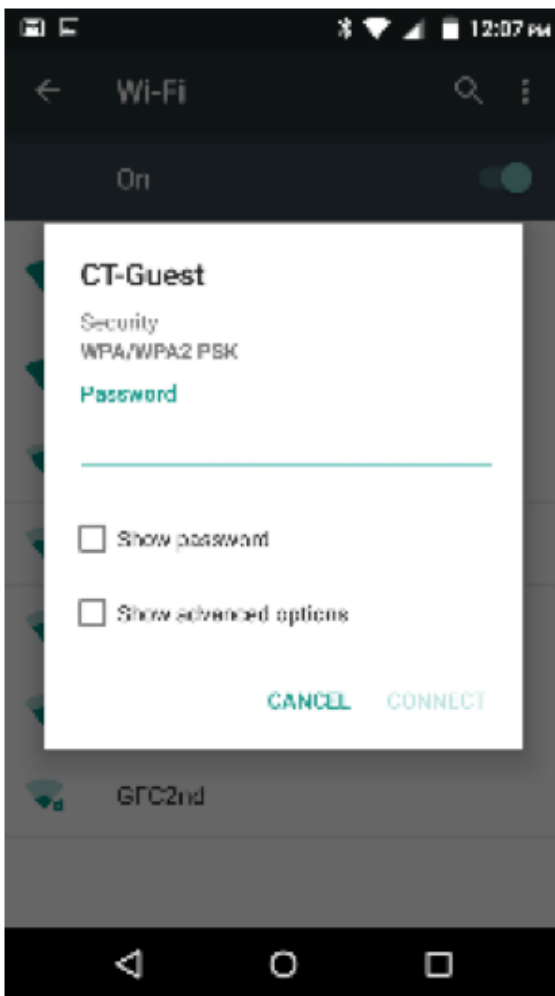 12:07 PM
Wi-Fi
On
CT-Guest
Security
WPA/WPA2 PSK
Password
Show password
Show advanced options
CANCEL CONNECT
GFC2nd